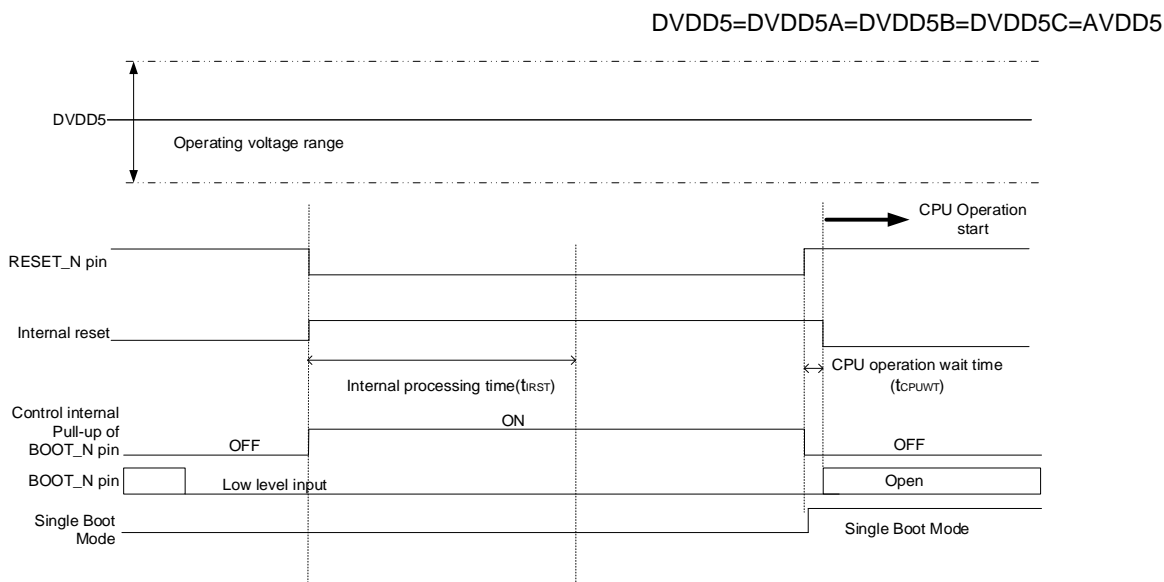 DVDD5=DVDD5A=DVDD5B=DVDD5C=AVDD5
DVDD5
Operating voltage range
CPU Operation
start
RESET_N pin
Internal reset
Internal processing time(tIRST)
CPU operation wait time
(tCPUWT)
Control internal
Pull-up of
BOOT_N pin
OFF
ON
OFF
BOOT_N pin
Low level input
Open
Single Boot
Mode
Single Boot Mode